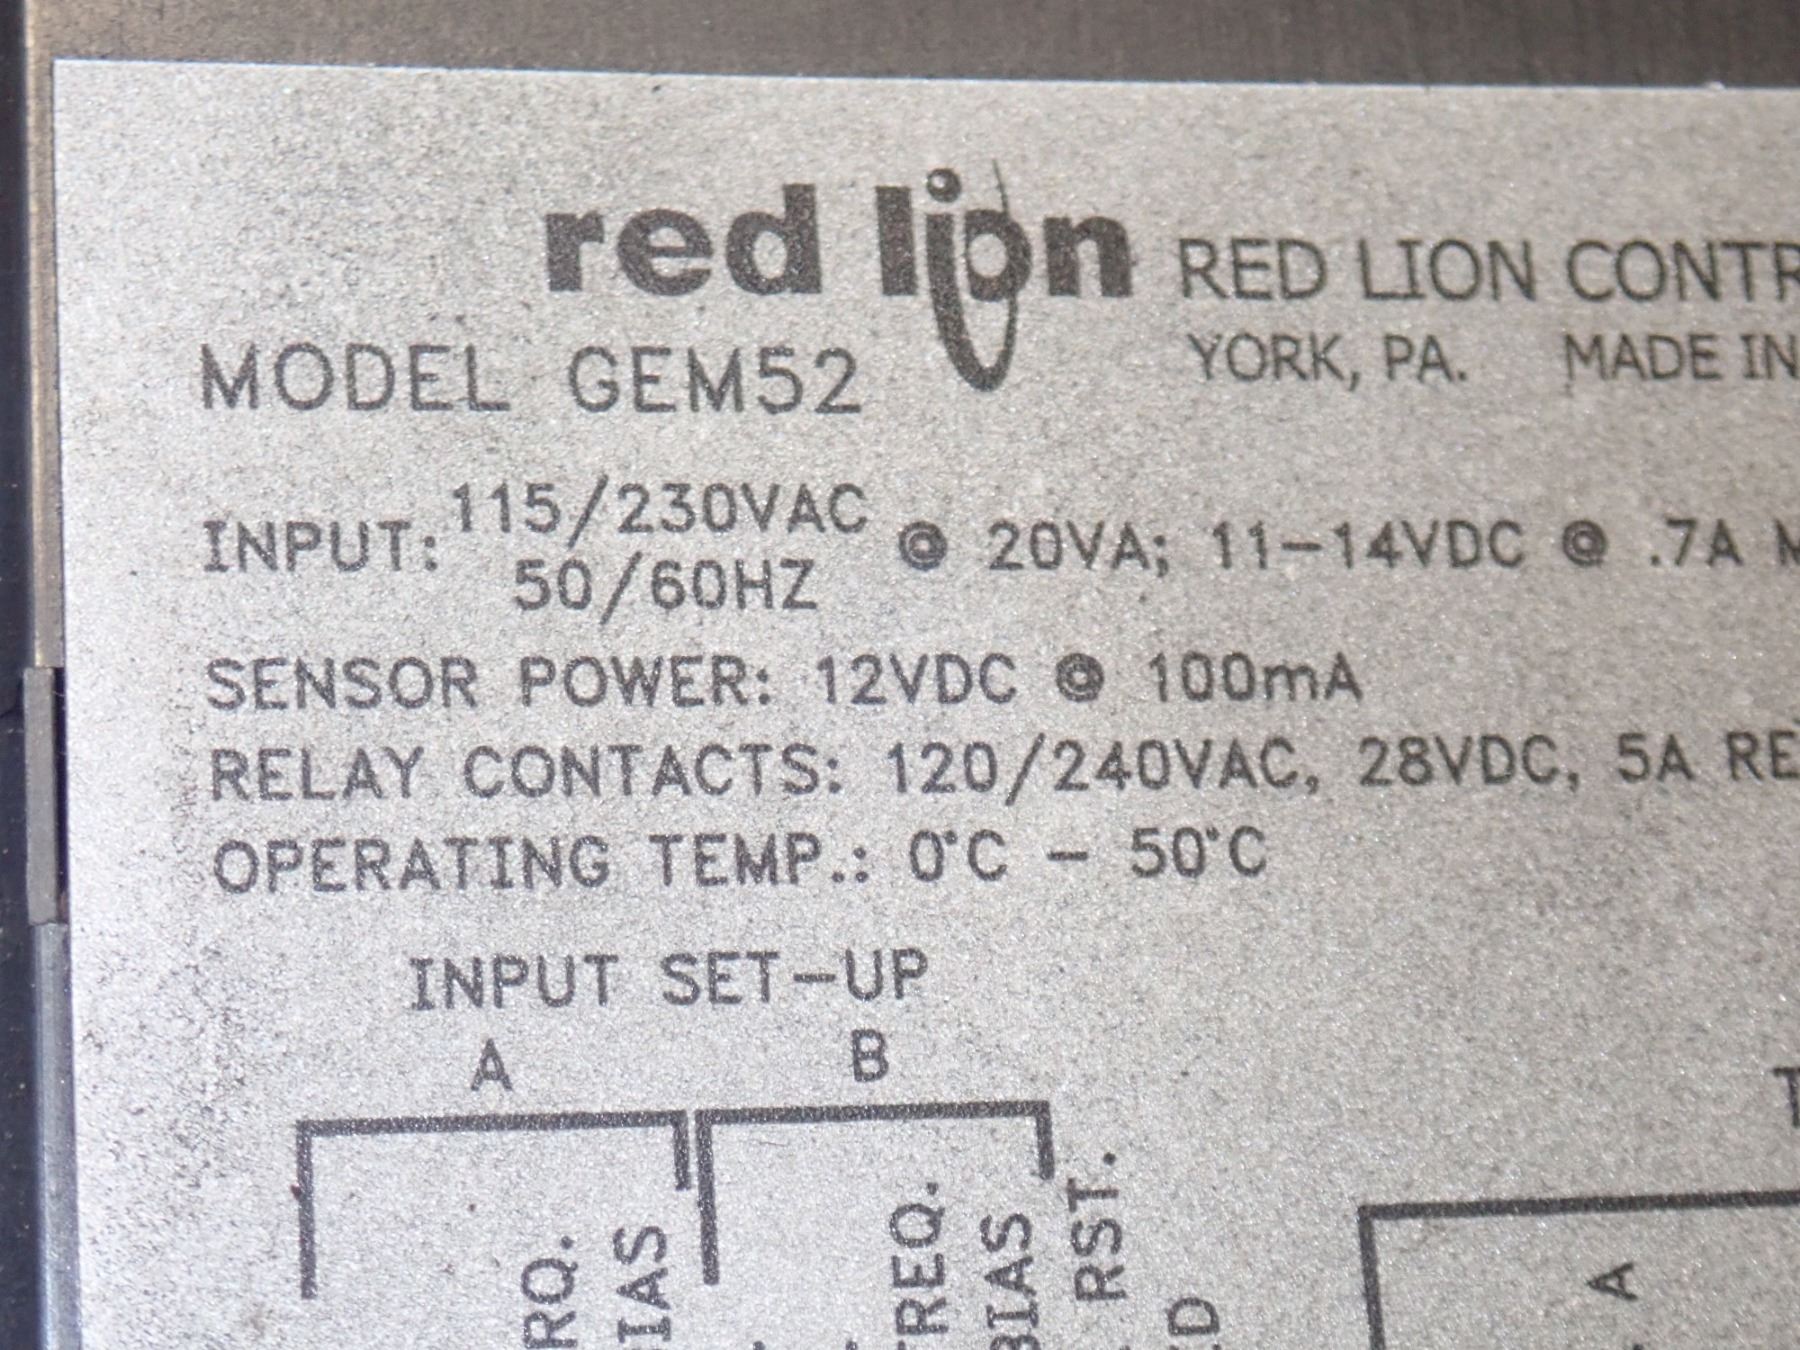 red lion RED LION CONTR
YORK, PA. MADE IN
MODEL GEM52
INPUT: 115/230VAC @ 20VA; 11-14VDC @ .7A M
50/60HZ
SENSOR POWER: 12VDC @ 100mA
RELAY CONTACTS: 120/240VAC, 28VDC, 5A RE
OPERATING TEMP.: 0°C - 50°C
INPUT SET-UP
A B
RQ.
BIAS
FREQ.
BIAS
RST.
A